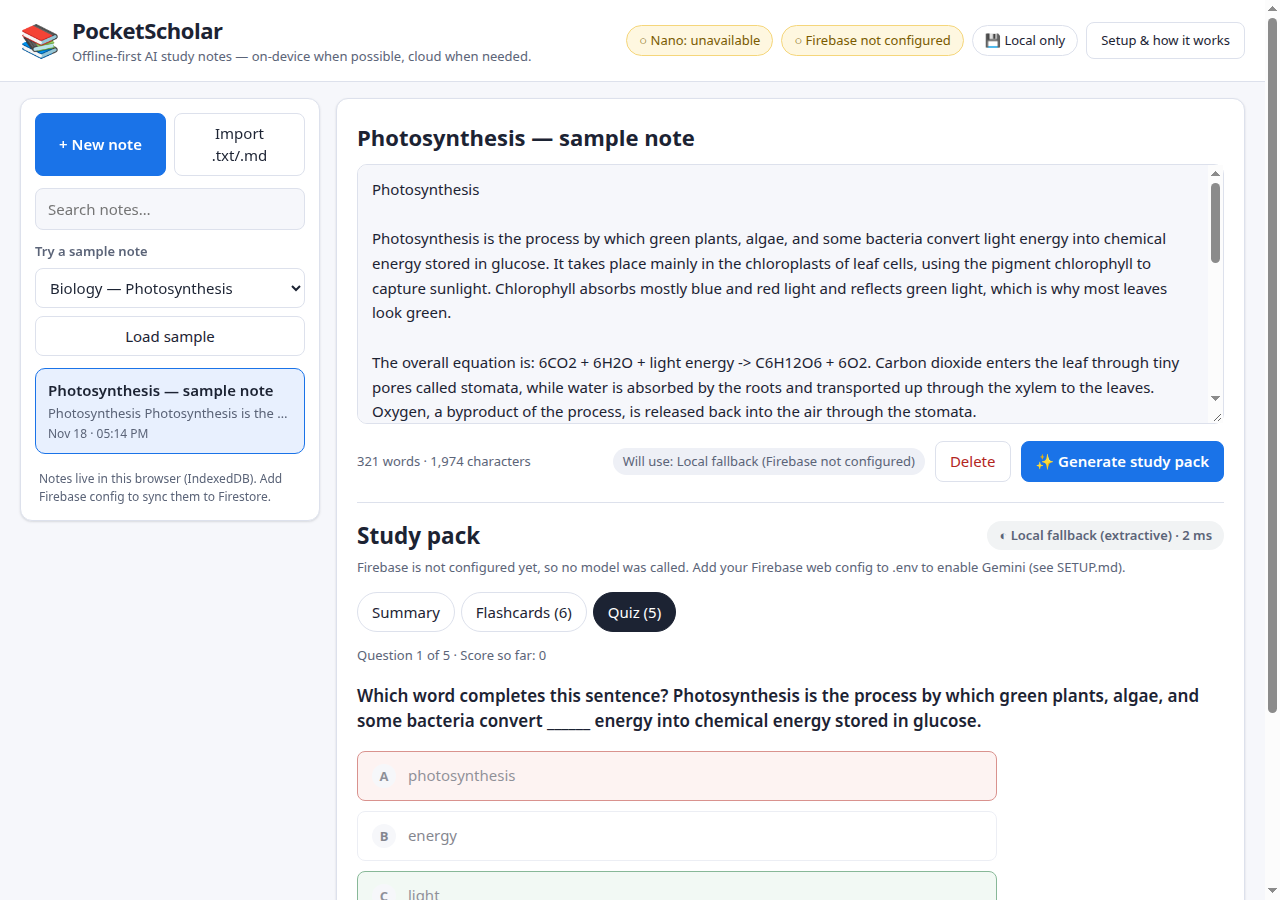 PocketScholar
Offline-first AI study notes — on-device when possible, cloud when needed.
○ Nano: unavailable
○ Firebase not configured
💾 Local only
Setup & how it works
+ New note
Import
.txt/.md
Search notes...
Try a sample note
Biology — Photosynthesis
Load sample
Photosynthesis — sample note
Photosynthesis Photosynthesis is the ...
Nov 18 · 05:14 PM
Notes live in this browser (IndexedDB). Add
Firebase config to sync them to Firestore.
Photosynthesis — sample note
Photosynthesis
Photosynthesis is the process by which green plants, algae, and some bacteria convert light energy into chemical
energy stored in glucose. It takes place mainly in the chloroplasts of leaf cells, using the pigment chlorophyll to
capture sunlight. Chlorophyll absorbs mostly blue and red light and reflects green light, which is why most leaves
look green.
The overall equation is: 6CO2 + 6H2O + light energy -> C6H12O6 + 6O2. Carbon dioxide enters the leaf through tiny
pores called stomata, while water is absorbed by the roots and transported up through the xylem to the leaves.
Oxygen, a byproduct of the process, is released back into the air through the stomata.
321 words · 1,974 characters
Will use: Local fallback (Firebase not configured)
Delete
✨ Generate study pack
Study pack
Local fallback (extractive) · 2 ms
Firebase is not configured yet, so no model was called. Add your Firebase web config to .env to enable Gemini (see SETUP.md).
Summary
Flashcards (6)
Quiz (5)
Question 1 of 5 · Score so far: 0
Which word completes this sentence? Photosynthesis is the process by which green plants, algae, and
some bacteria convert ______ energy into chemical energy stored in glucose.
A photosynthesis
B energy
C light